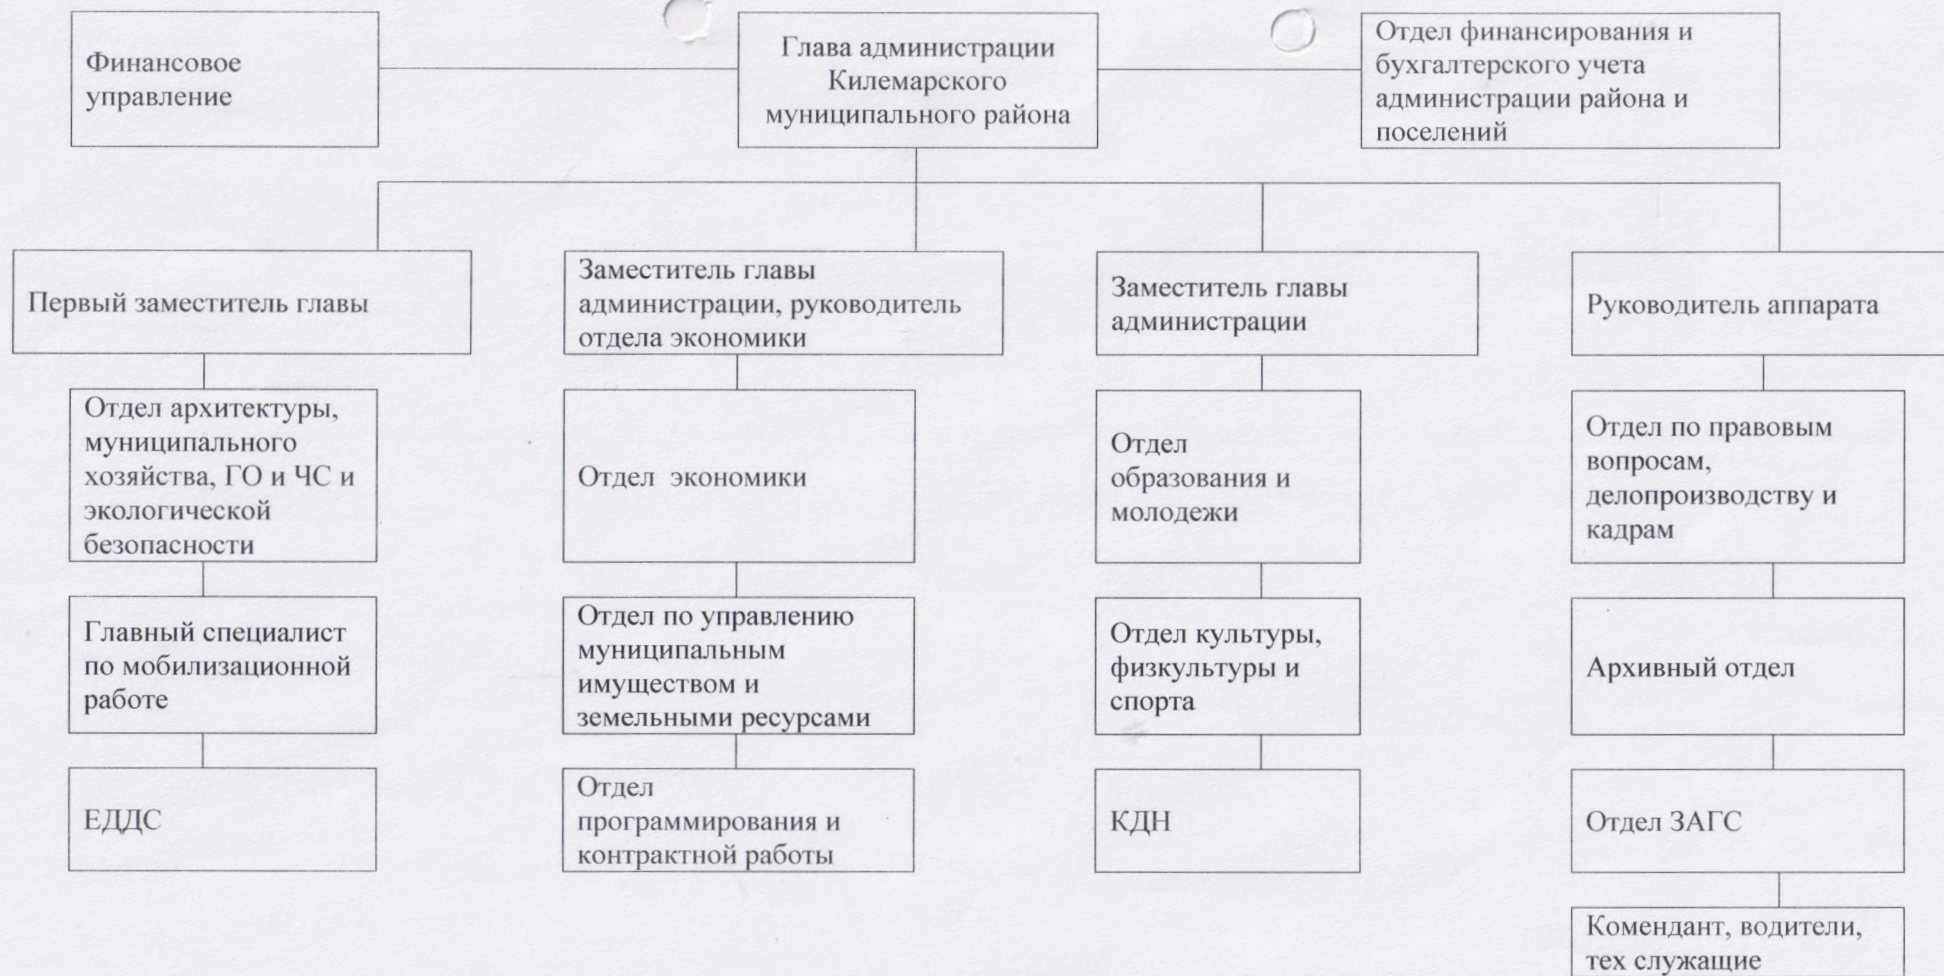 Финансовое
управление
Глава администрации
Килемарского
муниципального района
Отдел финансирования и
бухгалтерского учета
администрации района и
поселений
Первый заместитель главы
Заместитель главы
администрации, руководитель
отдела экономики
Заместитель главы
администрации
Руководитель аппарата
Отдел архитектуры,
муниципального
хозяйства, ГО и ЧС и
экологической
безопасности
Отдел экономики
Отдел
образования и
молодежи
Отдел по правовым
вопросам,
делопроизводству и
кадрам
Главный специалист
по мобилизационной
работе
Отдел по управлению
муниципальным
имуществом и
земельными ресурсами
Отдел культуры,
физкультуры и
спорта
Архивный отдел
ЕДДС
Отдел
программирования и
контрактной работы
КДН
Отдел ЗАГС
Комендант, водители,
тех служащие